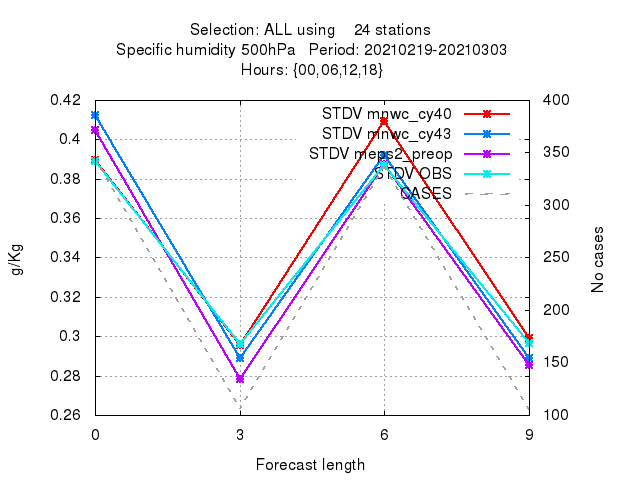 Selection: ALL using 24 stations
Specific humidity 500hPa Period: 20210219-20210303
Hours: {00,06,12,18}
0.42 400
STDV mnwc_cy40
0.4
STDV mnwc_cy43
350
STDV meps2_preop
0.38
STDV OBS
CASES
0.36 300
g/Kg
0.34 250
No cases
0.32
0.3 200
150
0.28
0.26 100
0 3 6 9
Forecast length